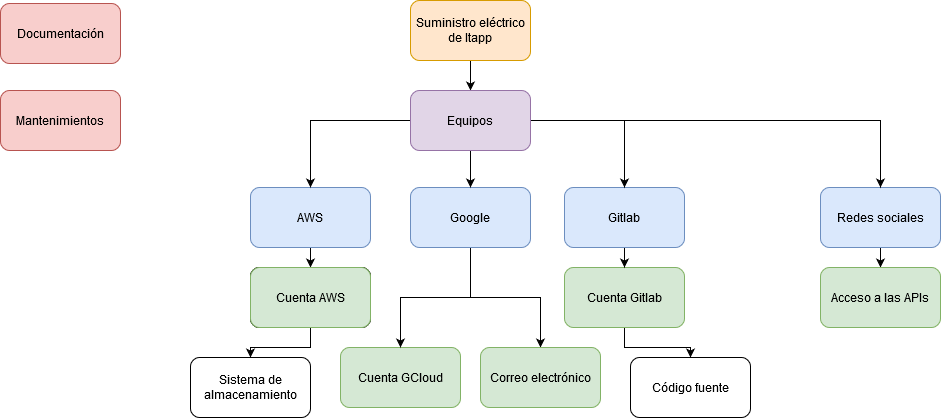 Documentación
Suministro eléctrico
de Itapp
Mantenimientos
Equipos
AWS
Google
Gitlab
Redes sociales
Cuenta AWS
Cuenta Gitlab
Acceso a las APIs
Sistema de
almacenamiento
Cuenta GCloud
Correo electrónico
Código fuente